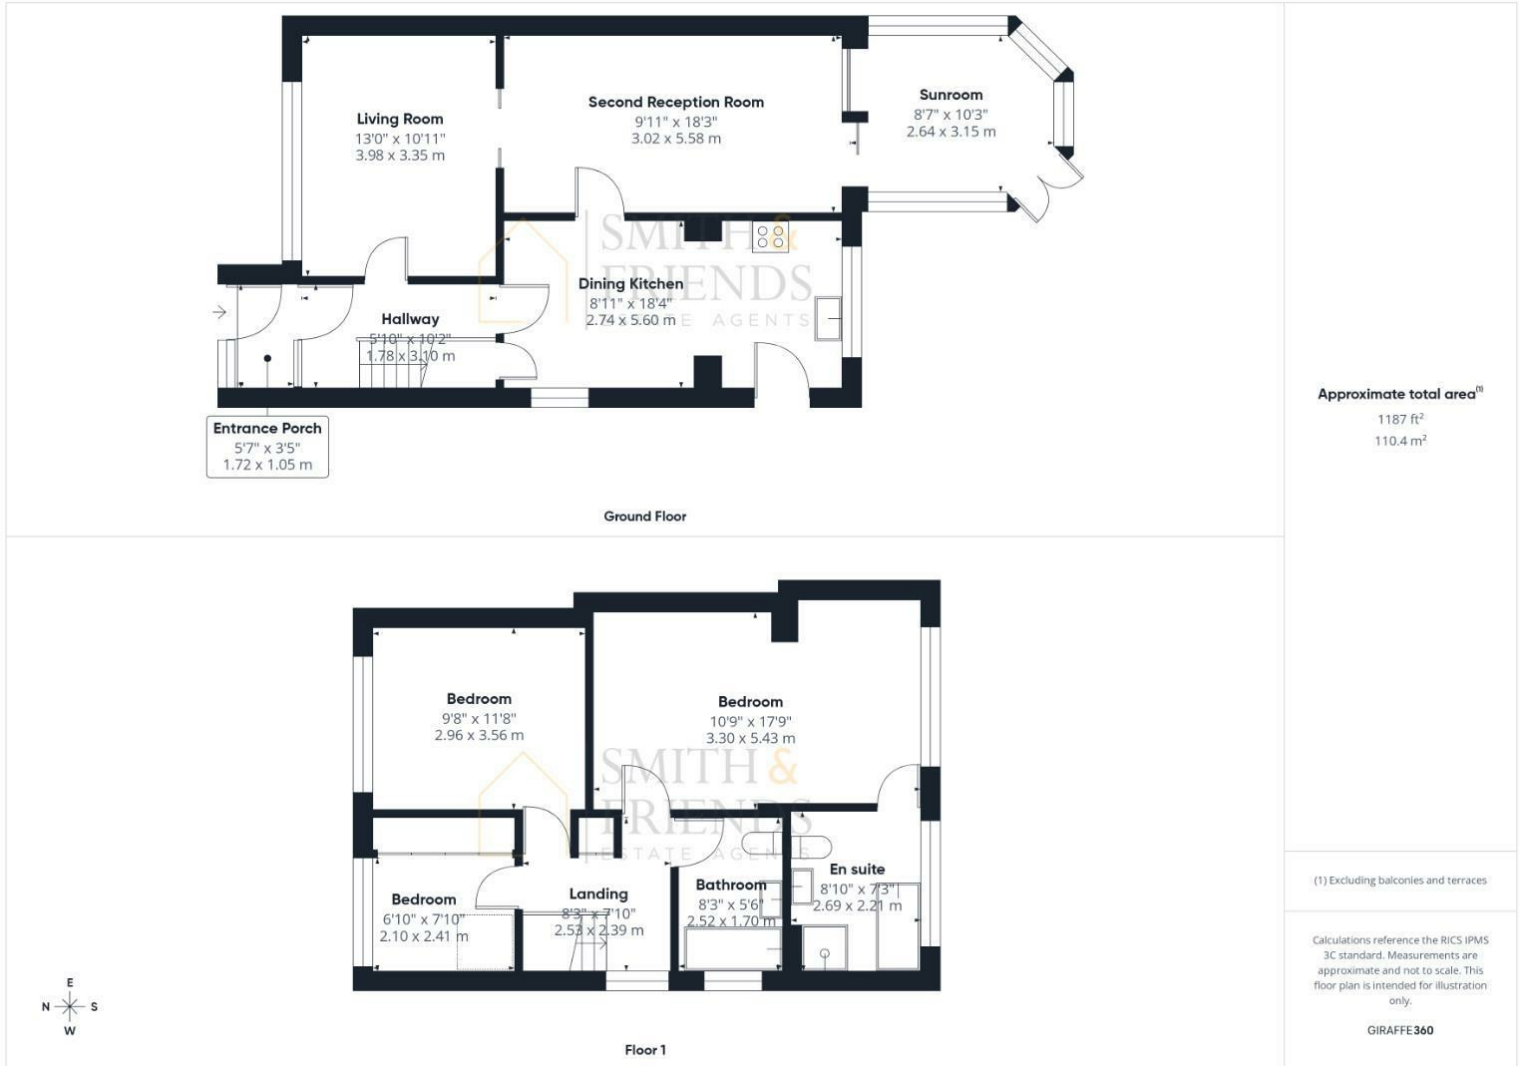 Living Room
13'0" x 10'11"
3.98 x 3.35 m
Second Reception Room
9'11" x 18'3"
3.02 x 5.58 m
Sunroom
8'7" x 10'3"
2.64 x 3.15 m
SMITH &
FRIENDS
ESTATE AGENTS
Dining Kitchen
8'11" x 18'4"
2.74 x 5.60 m
Hallway
5'10" x 10'2"
1.78 x 3.10 m
Entrance Porch
5'7" x 3'5"
1.72 x 1.05 m
Ground Floor
Bedroom
9'8" x 11'8"
2.96 x 3.56 m
Bedroom
10'9" x 17'9"
3.30 x 5.43 m
SMITH &
FRIENDS
ESTATE AGENTS
Bedroom
6'10" x 7'10"
2.10 x 2.41 m
Landing
8'3" x 7'10"
2.53 x 2.39 m
Bathroom
8'3" x 5'6"
2.52 x 1.70 m
En suite
8'10" x 7'3"
2.69 x 2.21 m
E
N S
W
Floor 1
Approximate total area(1)
1187 ft²
110.4 m²
(1) Excluding balconies and terraces
Calculations reference the RICS IPMS
3C standard. Measurements are
approximate and not to scale. This
floor plan is intended for illustration
only.
GIRAFFE360